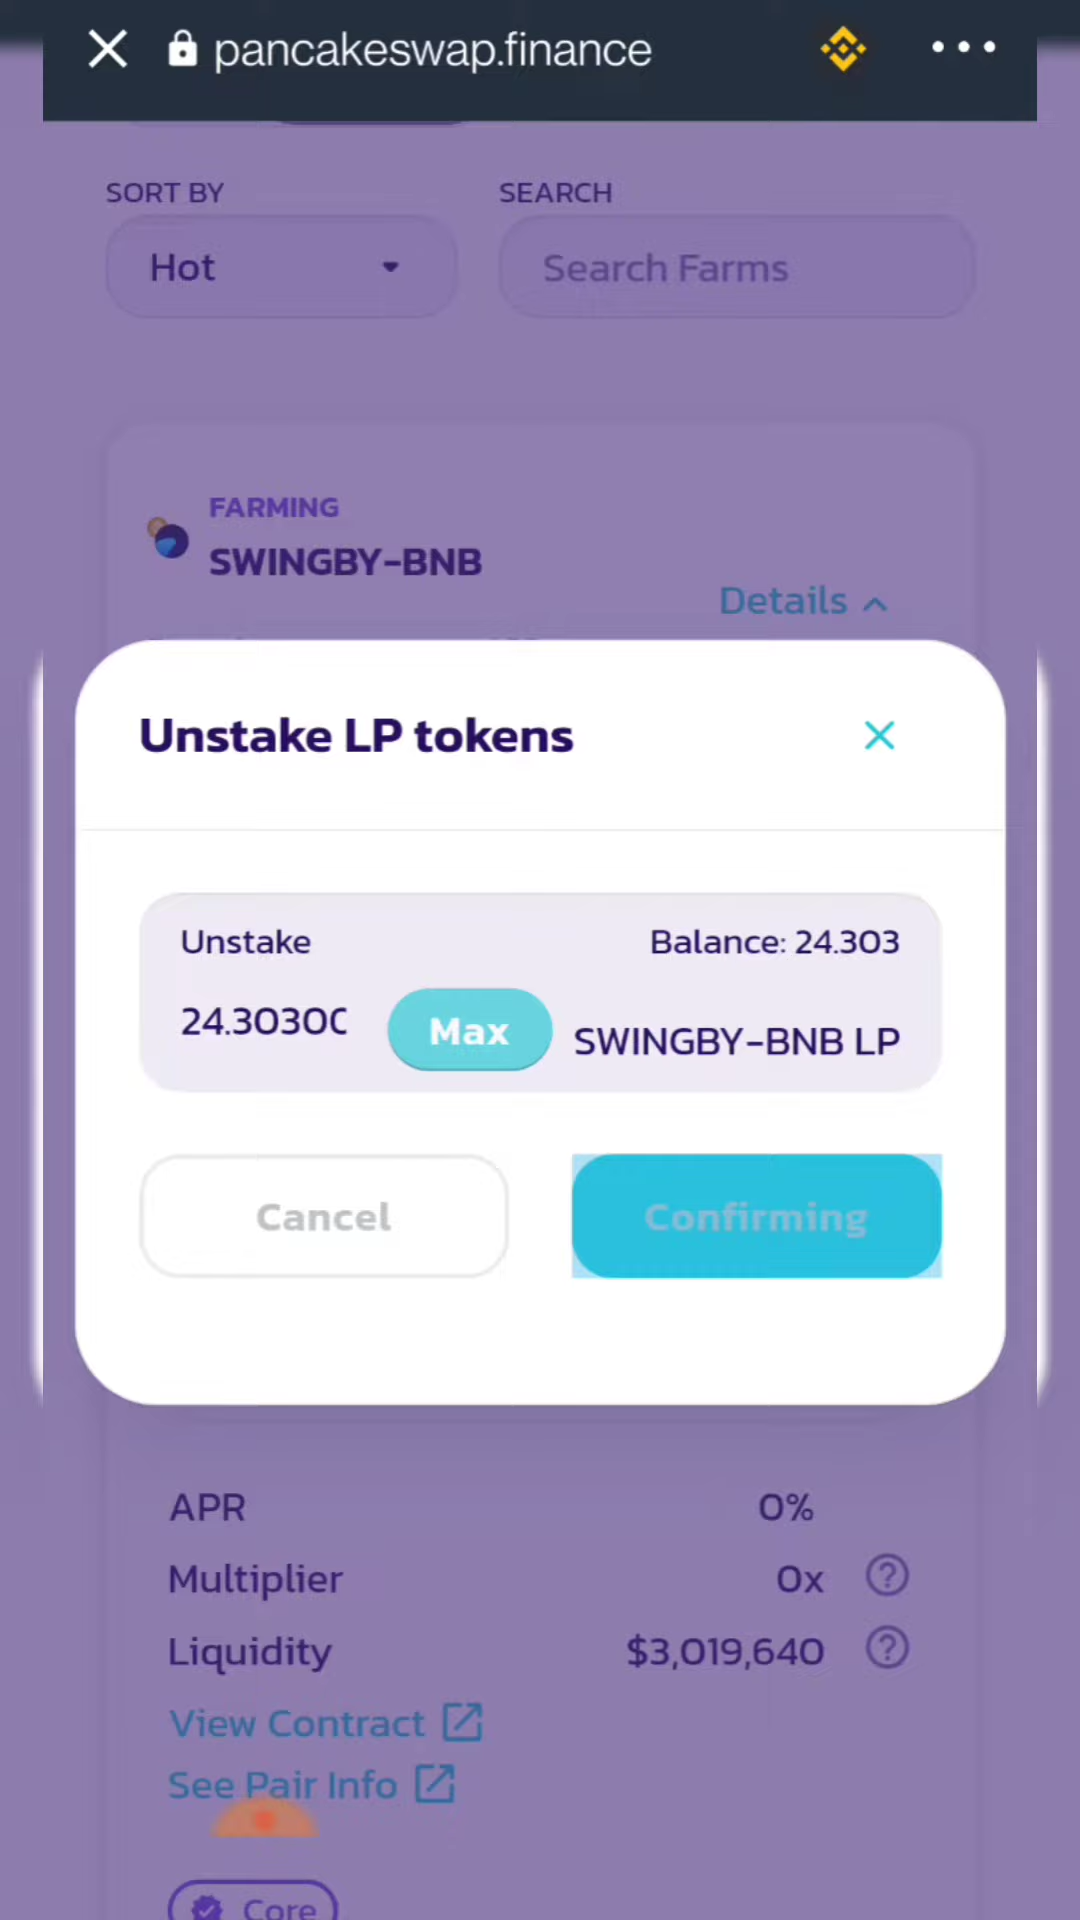 pancakeswap.finance
SORT BY
SEARCH
Hot
Search Farms
FARMING
SWINGBY-BNB
Details
Unstake LP tokens
Unstake
Balance: 24.303
24.3030
Max
SWINGBY-BNB LP
Cancel
Confirming
APR
0%
Multiplier
0x
Liquidity
$3,019,640
View Contract
See Pair Info
Core